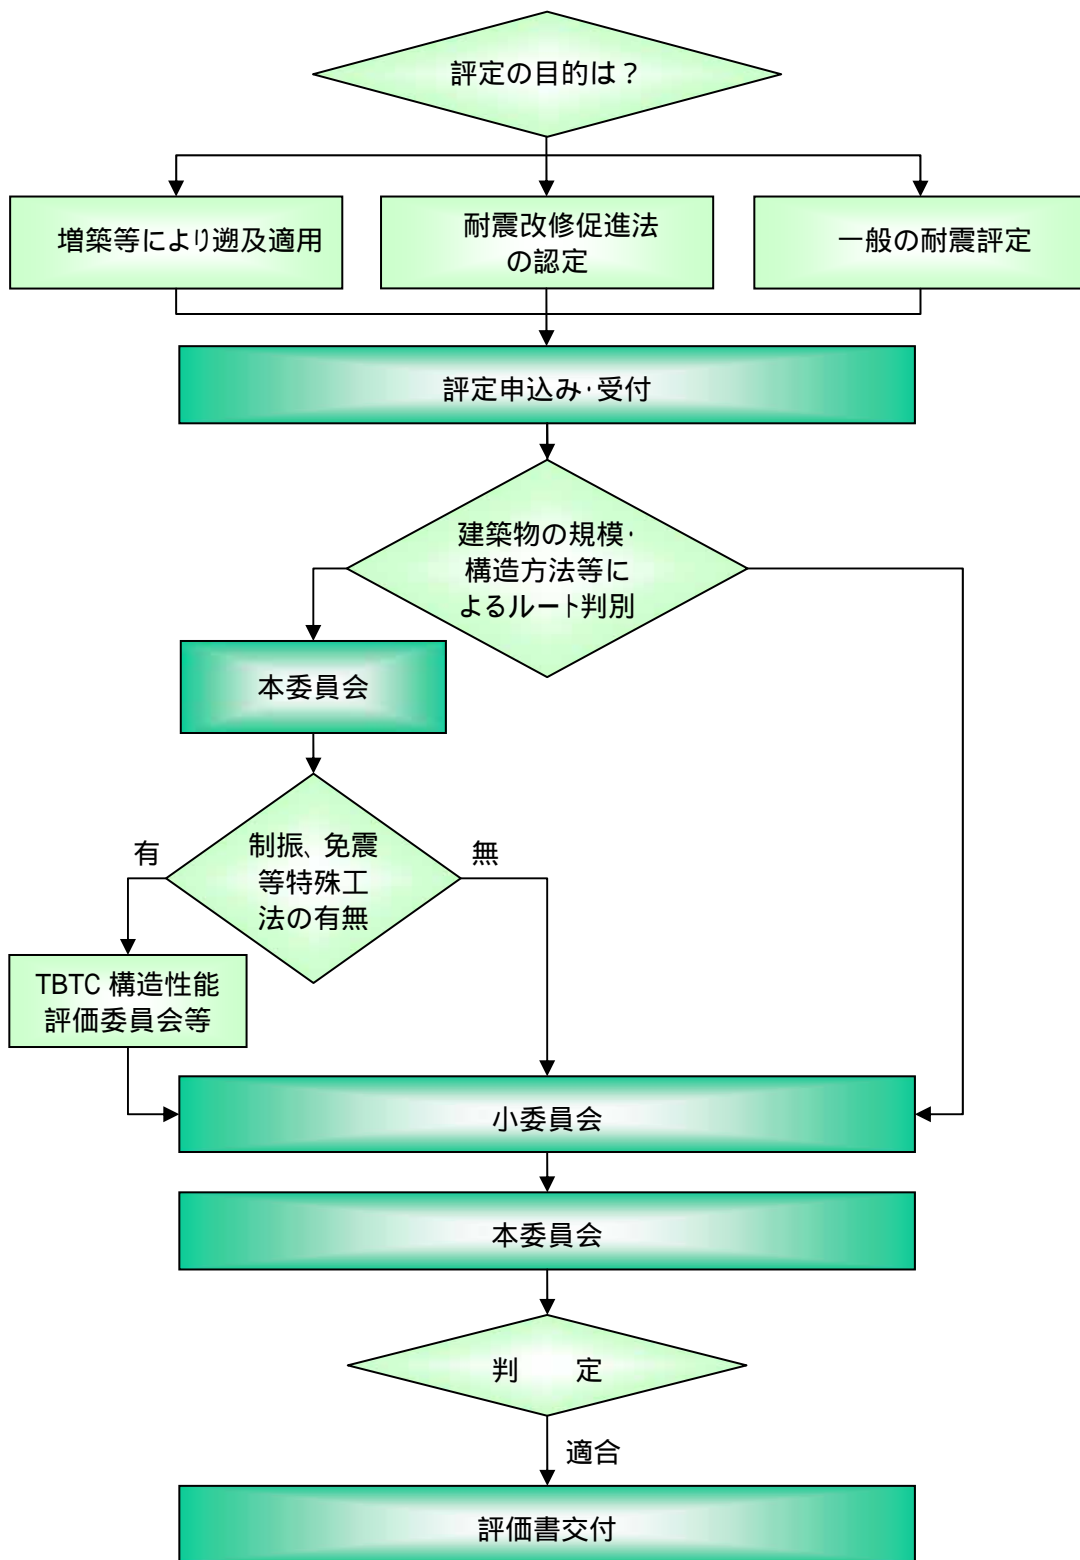 評定の目的は？
増築等により遡及適用
耐震改修促進法
の認定
一般の耐震評定
評定申込み･受付
建築物の規模･
構造方法等に
よるルート判別
本委員会
制振、免震
等特殊工
法の有無
有
無
TBTC 構造性能
評価委員会等
小委員会
本委員会
判　　定
適合
評価書交付